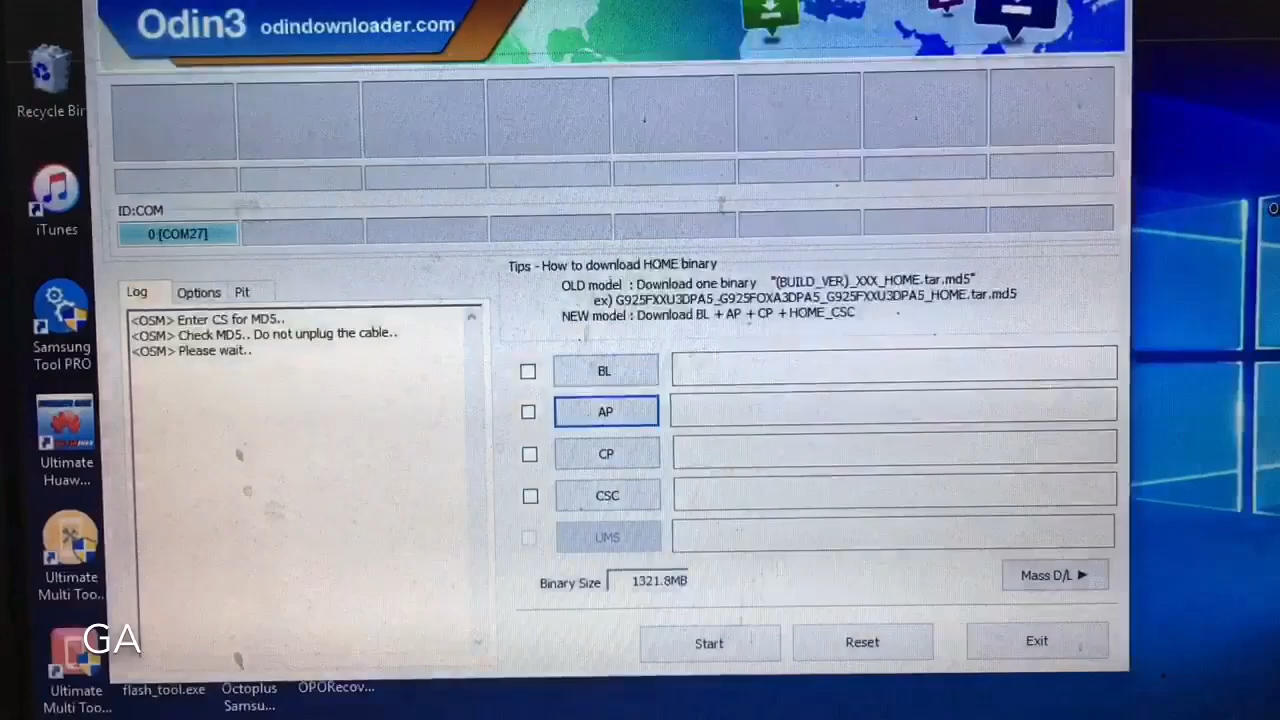 Odin3 odindownloader.com
Recycle Bin
iTunes
Samsung
Tool PRO
Ultimate
Huaw...
Ultimate
Multi Too...
Ultimate
Multi Too...
ID:COM
0 [COM27]
Log Options Pit
<OSM> Enter CS for MD5..
<OSM> Check MD5.. Do not unplug the cable..
<OSM> Please wait..
Tips - How to download HOME binary
OLD model : Download one binary "(BUILD_VER)_XXX_HOME.tar.md5"
ex) G925FXXU3DPA5_G925FOXA3DPA5_G925FXXU3DPA5_HOME.tar.md5
NEW model : Download BL + AP + CP + HOME_CSC
BL
AP
CP
CSC
UMS
Binary Size 1321.8MB
Mass D/L
Start Reset Exit
GA
flash_tool.exe
Octoplus
Samsu...
OPORecov...